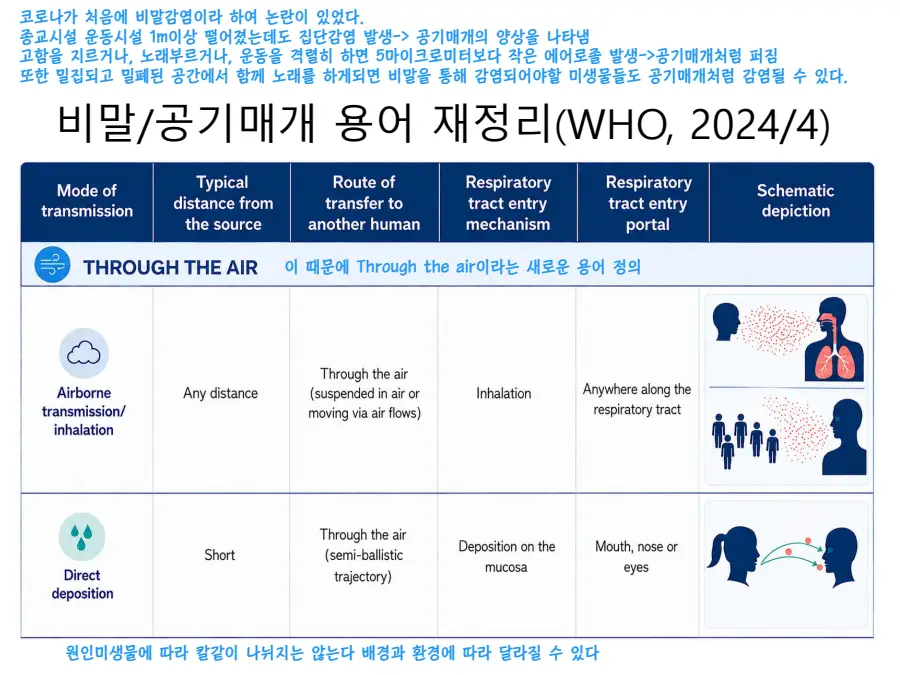 코로나가 처음에 비말감염이라 하여 논란이 있었다.
종교시설 운동시설 1m이상 떨어졌는데도 집단감염 발생-> 공기매개의 양상을 나타냄
고함을 지르거나, 노래부르거나, 운동을 격렬히 하면 5마이크로미터보다 작은 에어로졸 발생->공기매개처럼 퍼짐
또한 밀집되고 밀폐된 공간에서 함께 노래를 하게되면 비말을 통해 감염되어야할 미생물들도 공기매개처럼 감염될 수 있다.
비말/공기매개 용어 재정리(WHO, 2024/4)
Mode of transmission
Typical distance from the source
Route of transfer to another human
Respiratory tract entry mechanism
Respiratory tract entry portal
Schematic depiction
THROUGH THE AIR 이 때문에 Through the air이라는 새로운 용어 정의
Airborne transmission/ inhalation
Any distance
Through the air (suspended in air or moving via air flows)
Inhalation
Anywhere along the respiratory tract
Direct deposition
Short
Through the air (semi-ballistic trajectory)
Deposition on the mucosa
Mouth, nose or eyes
원인미생물에 따라 칼같이 나뉘지는 않는다 배경과 환경에 따라 달라질 수 있다